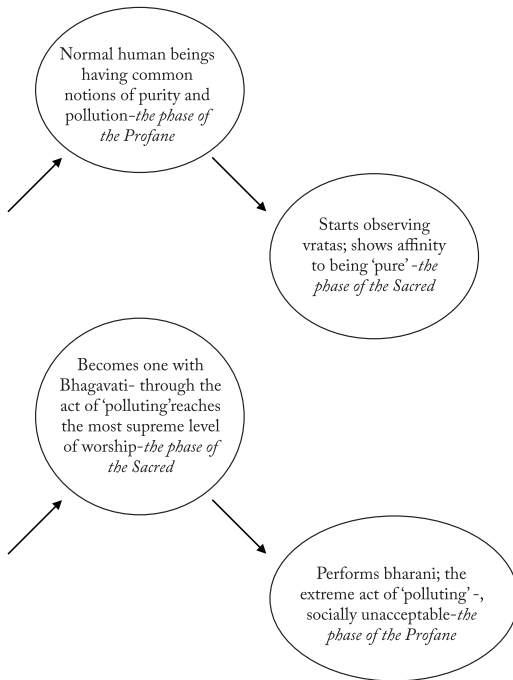 Normal human beings
having common
notions of purity and
pollution-the phase of
the Profane
Starts observing
vratas; shows affinity
to being ‘pure’ -the
phase of the Sacred
Becomes one with
Bhagavati- through the
act of ‘polluting’reaches
the most supreme level
of worship-the phase of
the Sacred
Performs bharani; the
extreme act of ‘polluting’ -,
socially unacceptable-the
phase of the Profane